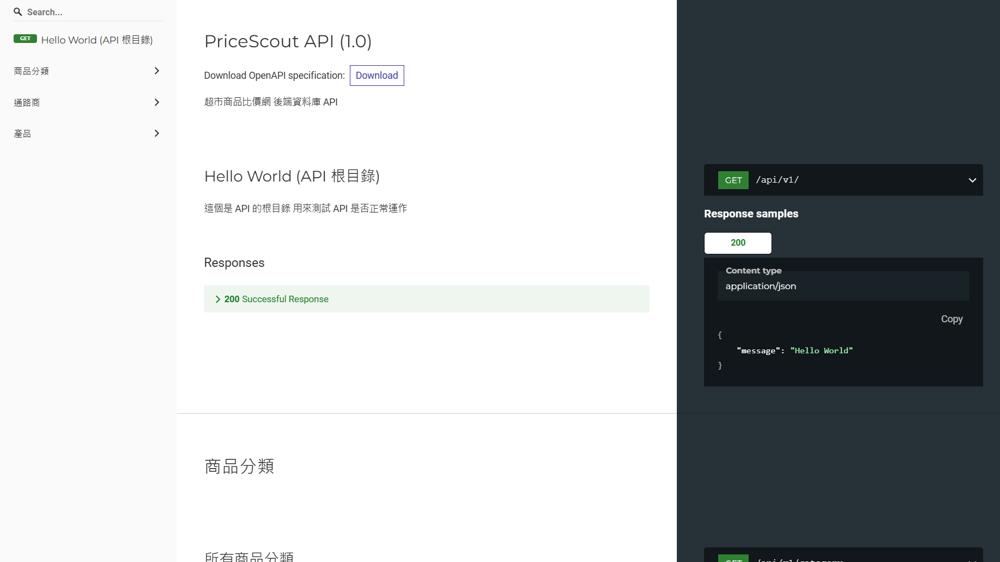 Search...
GET Hello World (API 根目錄)
商品分類
通路商
產品
PriceScout API (1.0)
Download OpenAPI specification: Download
超市商品比價網 後端資料庫 API
Hello World (API 根目錄)
這個是 API 的根目錄 用來測試 API 是否正常運作
Responses
200 Successful Response
GET /api/v1/
Response samples
200
Content type
application/json
Copy
{
"message": "Hello World"
}
商品分類
所有商品分類
GET /api/v1/category